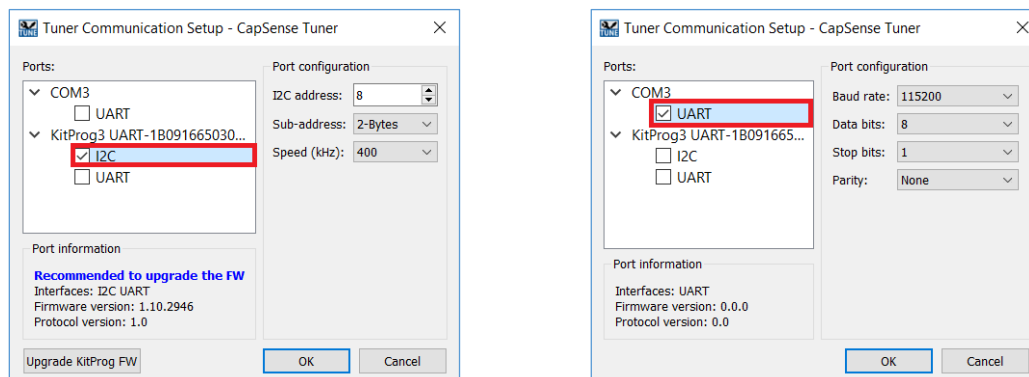 Tuner Communication Setup - CapSense Tuner
Ports:
COM3
UART
KitProg3 UART-1B091665030...
I2C
UART
Port configuration
I2C address: 8
Sub-address: 2-Bytes
Speed (kHz): 400
Port information
Recommended to upgrade the FW
Interfaces: I2C UART
Firmware version: 1.10.2946
Protocol version: 1.0
Upgrade KitProg FW
OK
Cancel
Tuner Communication Setup - CapSense Tuner
Ports:
COM3
UART
KitProg3 UART-1B091665...
I2C
UART
Port configuration
Baud rate: 115200
Data bits: 8
Stop bits: 1
Parity: None
Port information
Interfaces: UART
Firmware version: 0.0.0
Protocol version: 0.0
OK
Cancel